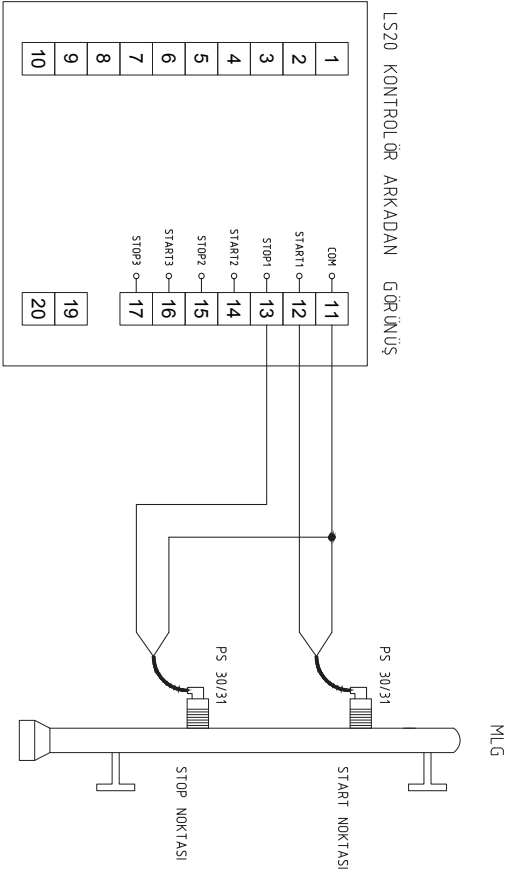 LS20 KONTROLÖR ARKADAN GÖRÜNÜŞ
1
2
3
4
5
6
7
8
9
10
COM
START1
STOP1
START2
STOP2
START3
STOP3
11
12
13
14
15
16
17
19
20
MLG
PS 30/31
START NOKTASI
PS 30/31
STOP NOKTASI